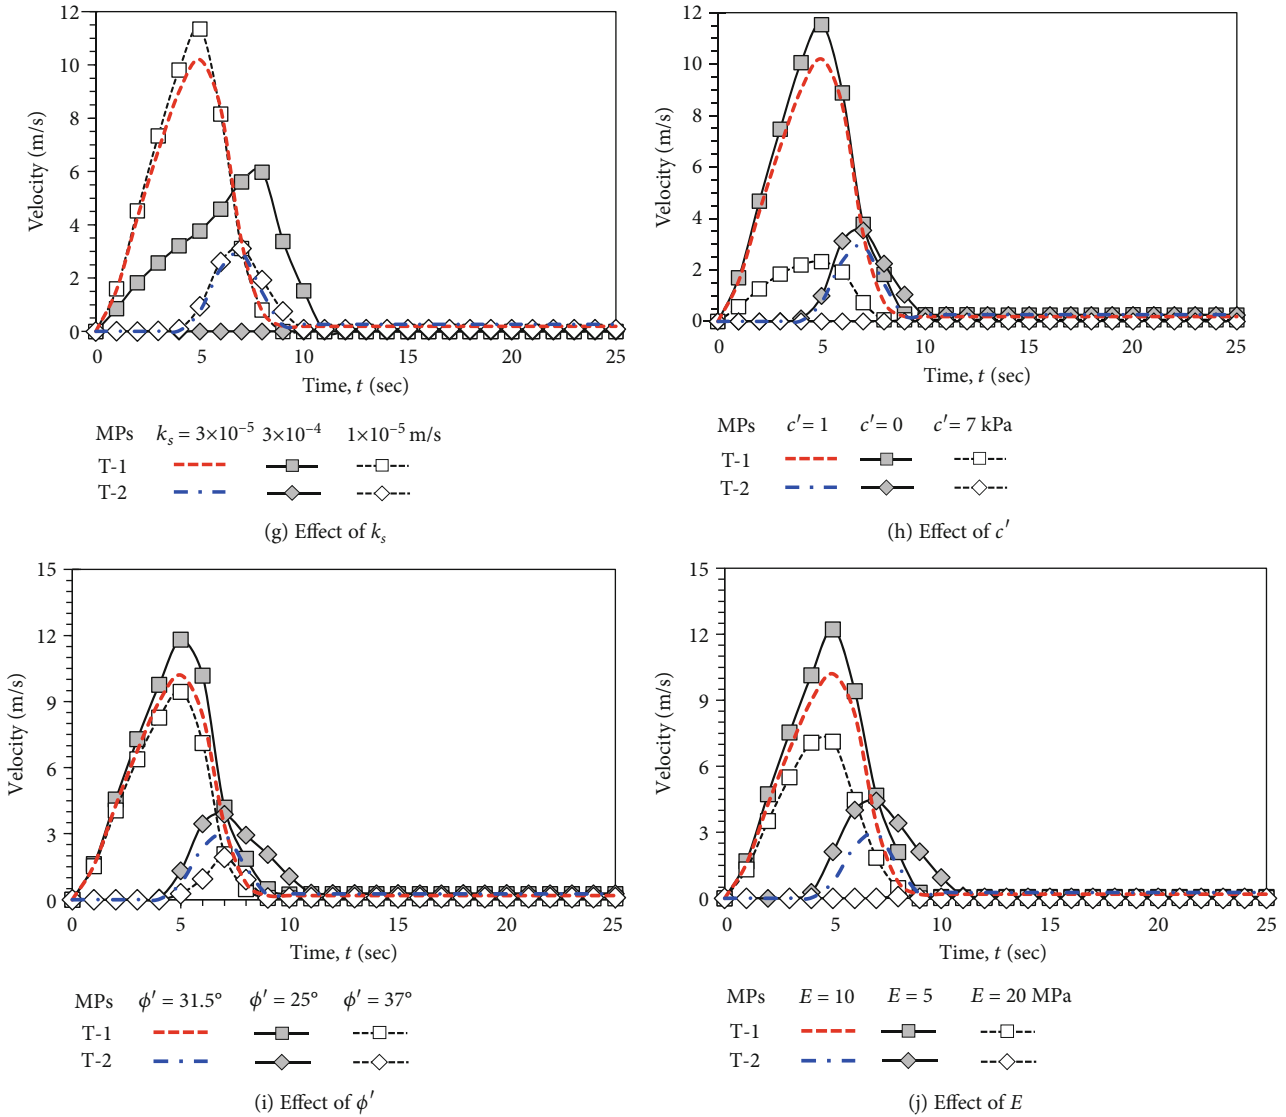 12
10
8
6
4
2
0
Velocity (m/s)
0 5 10 15 20 25
Time, t (sec)
MPs kₛ = 3×10⁻⁵ 3×10⁻⁴ 1×10⁻⁵ m/s
T-1
T-2
(g) Effect of kₛ
12
10
8
6
4
2
0
Velocity (m/s)
0 5 10 15 20 25
Time, t (sec)
MPs c′= 1 c′= 0 c′= 7 kPa
T-1
T-2
(h) Effect of c′
15
12
9
6
3
0
Velocity (m/s)
0 5 10 15 20 25
Time, t (sec)
MPs ϕ′ = 31.5° ϕ′ = 25° ϕ′ = 37°
T-1
T-2
(i) Effect of ϕ′
15
12
9
6
3
0
Velocity (m/s)
0 5 10 15 20 25
Time, t (sec)
MPs E = 10 E = 5 E = 20 MPa
T-1
T-2
(j) Effect of E